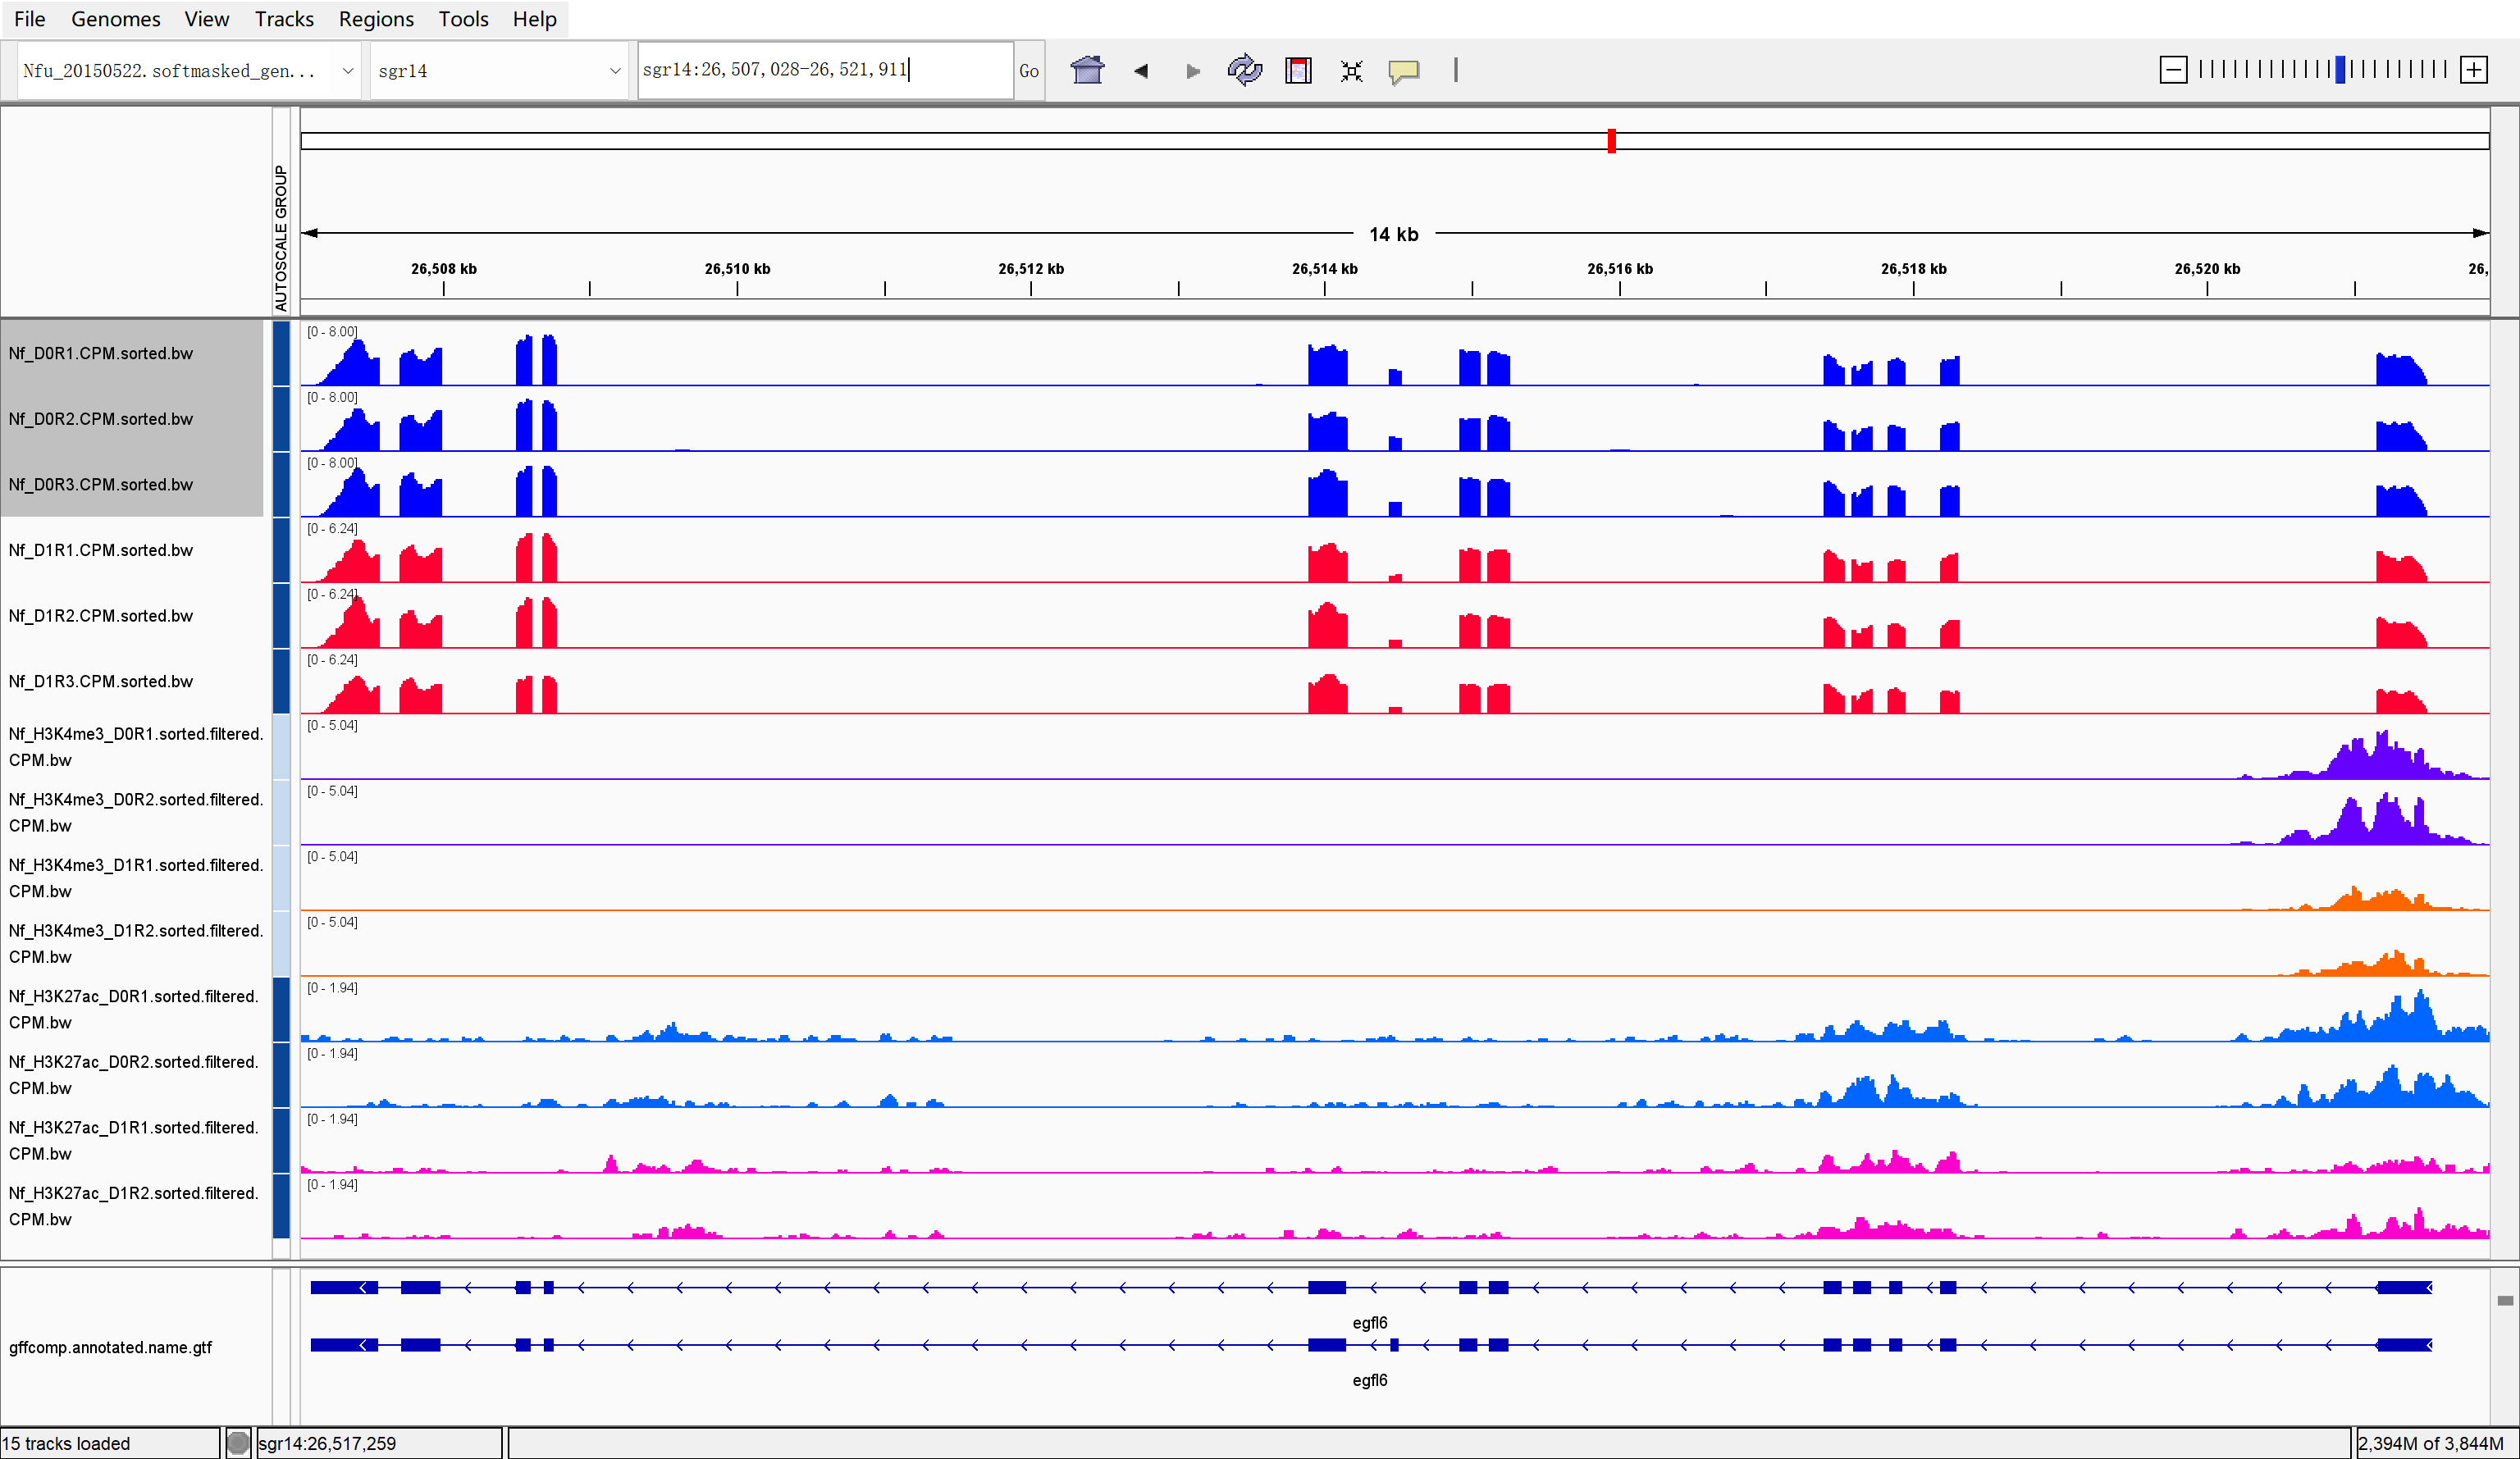 File Genomes View Tracks Regions Tools Help
Nfu_20150522.softmasked_gen... sgr14 sgr14:26,507,028-26,521,911 Go
AUTOSCALE GROUP
14 kb
26,508 kb 26,510 kb 26,512 kb 26,514 kb 26,516 kb 26,518 kb 26,520 kb 26,
Nf_D0R1.CPM.sorted.bw [0 - 8.00]
Nf_D0R2.CPM.sorted.bw [0 - 8.00]
Nf_D0R3.CPM.sorted.bw [0 - 8.00]
Nf_D1R1.CPM.sorted.bw [0 - 6.24]
Nf_D1R2.CPM.sorted.bw [0 - 6.24]
Nf_D1R3.CPM.sorted.bw [0 - 6.24]
Nf_H3K4me3_D0R1.sorted.filtered. [0 - 5.04]
CPM.bw
Nf_H3K4me3_D0R2.sorted.filtered. [0 - 5.04]
CPM.bw
Nf_H3K4me3_D1R1.sorted.filtered. [0 - 5.04]
CPM.bw
Nf_H3K4me3_D1R2.sorted.filtered. [0 - 5.04]
CPM.bw
Nf_H3K27ac_D0R1.sorted.filtered. [0 - 1.94]
CPM.bw
Nf_H3K27ac_D0R2.sorted.filtered. [0 - 1.94]
CPM.bw
Nf_H3K27ac_D1R1.sorted.filtered. [0 - 1.94]
CPM.bw
Nf_H3K27ac_D1R2.sorted.filtered. [0 - 1.94]
CPM.bw
egfl6
gffcomp.annotated.name.gtf
egfl6
15 tracks loaded sgr14:26,517,259 2,394M of 3,844M